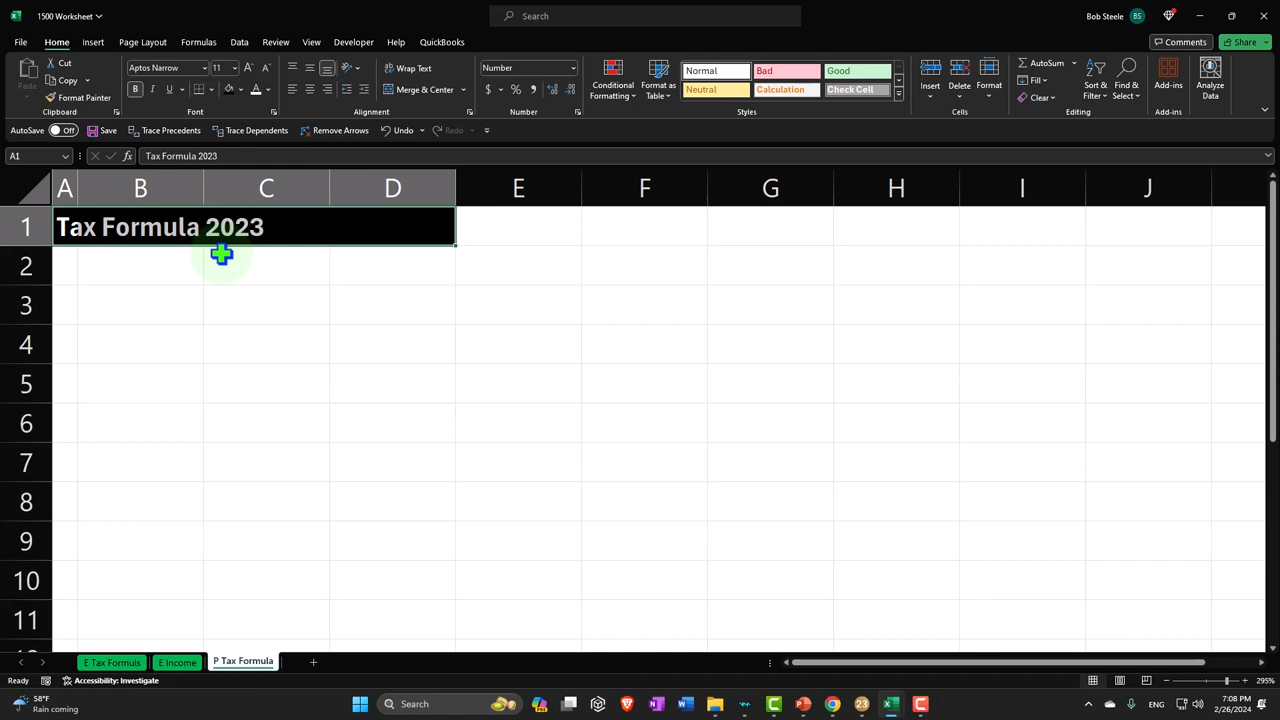 1500 Worksheet
Search
Bob Steele BS
File Home Insert Page Layout Formulas Data Review View Developer Help QuickBooks
Comments Share
Paste Cut Copy Format Painter Clipboard
Aptos Narrow 11 Font
Wrap Text Merge & Center Alignment
Number Number
Conditional Formatting Format as Table
Normal Bad Good
Neutral Calculation Check Cell
Styles
Insert Delete Format Cells
AutoSum Fill Clear Sort & Filter Find & Select Editing
Add-ins Add-ins
Analyze Data
AutoSave Off Save Trace Precedents Trace Dependents Remove Arrows Undo Redo
A1 fx Tax Formula 2023
A B C D E F G H I J
1 Tax Formula 2023
2
3
4
5
6
7
8
9
10
11
E Tax Formuls E Income P Tax Formula
Ready Accessibility: Investigate 295%
58°F
Rain coming
Search
ENG
7:08 PM
2/26/2024